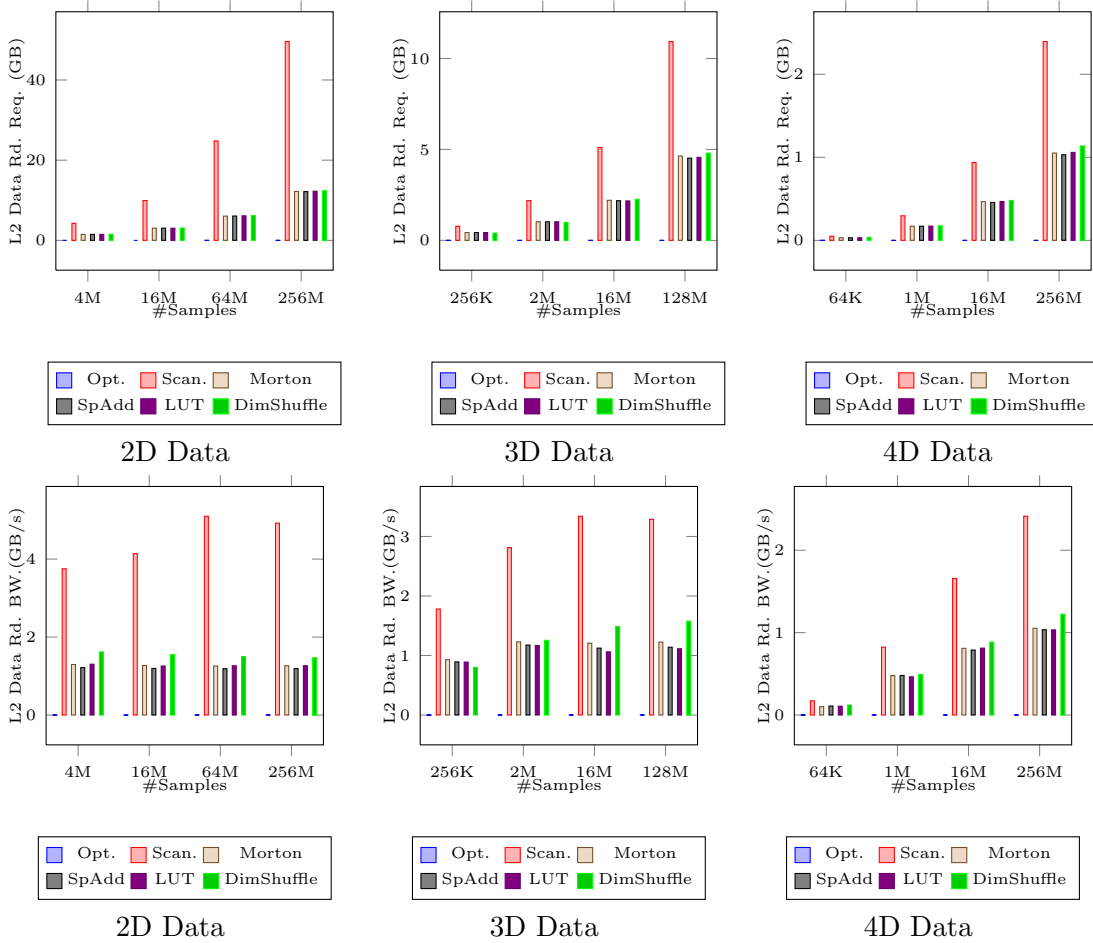 L2 Data Rd. Req. (GB)
40
20
0
4M 16M 64M 256M
#Samples
Opt. Scan. Morton
SpAdd LUT DimShuffle
2D Data
L2 Data Rd. Req. (GB)
10
5
0
256K 2M 16M 128M
#Samples
Opt. Scan. Morton
SpAdd LUT DimShuffle
3D Data
L2 Data Rd. Req. (GB)
2
1
0
64K 1M 16M 256M
#Samples
Opt. Scan. Morton
SpAdd LUT DimShuffle
4D Data
L2 Data Rd. BW.(GB/s)
4
2
0
4M 16M 64M 256M
#Samples
Opt. Scan. Morton
SpAdd LUT DimShuffle
2D Data
L2 Data Rd. BW.(GB/s)
3
2
1
0
256K 2M 16M 128M
#Samples
Opt. Scan. Morton
SpAdd LUT DimShuffle
3D Data
L2 Data Rd. BW.(GB/s)
2
1
0
64K 1M 16M 256M
#Samples
Opt. Scan. Morton
SpAdd LUT DimShuffle
4D Data